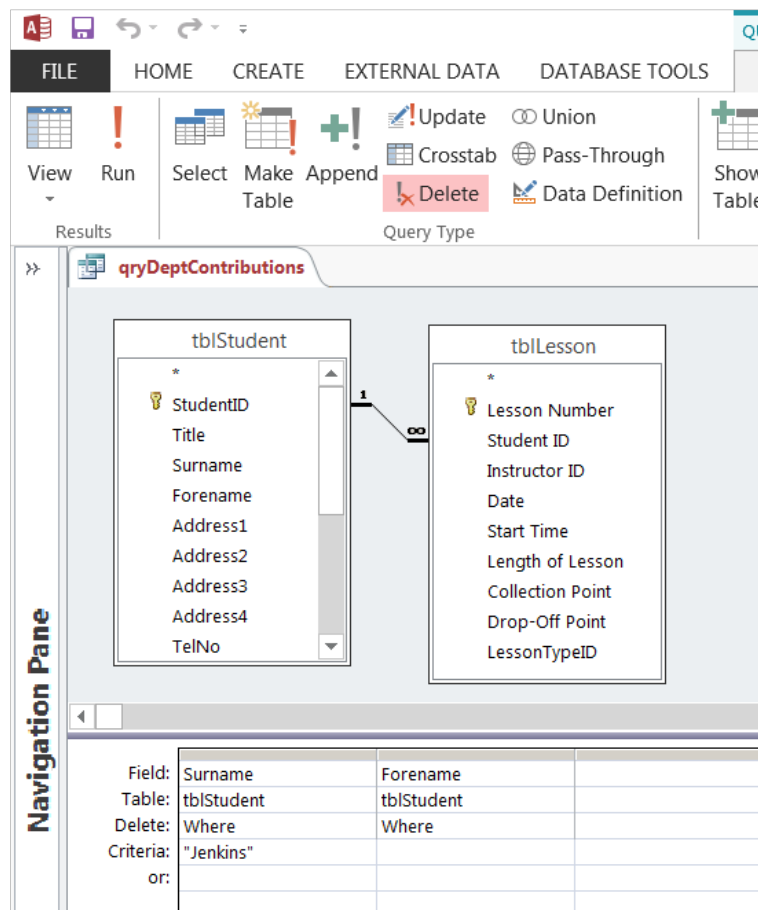 QU
FILE HOME CREATE EXTERNAL DATA DATABASE TOOLS
View Run Select Make Table Append Update Crosstab Delete Union Pass-Through Data Definition Show Table
Results Query Type
qryDeptContributions
Navigation Pane
tblStudent
*
StudentID
Title
Surname
Forename
Address1
Address2
Address3
Address4
TelNo
1
∞
tblLesson
*
Lesson Number
Student ID
Instructor ID
Date
Start Time
Length of Lesson
Collection Point
Drop-Off Point
LessonTypeID
Field: Surname Forename
Table: tblStudent tblStudent
Delete: Where Where
Criteria: "Jenkins"
or: